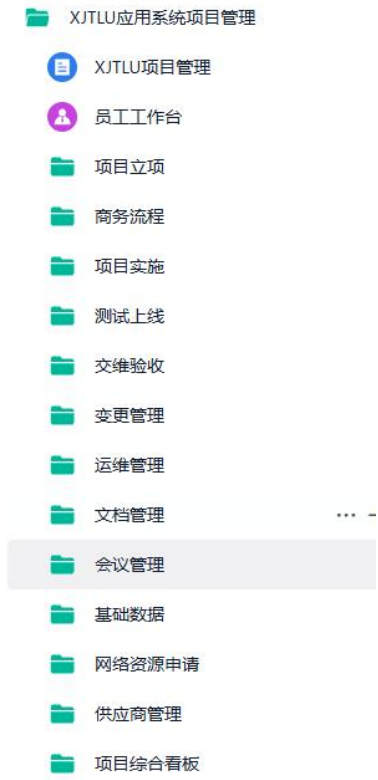 XJTLU应用系统项目管理
XJTLU项目管理
员工工作台
项目立项
商务流程
项目实施
测试上线
交维验收
变更管理
运维管理
文档管理
会议管理
基础数据
网络资源申请
供应商管理
项目综合看板